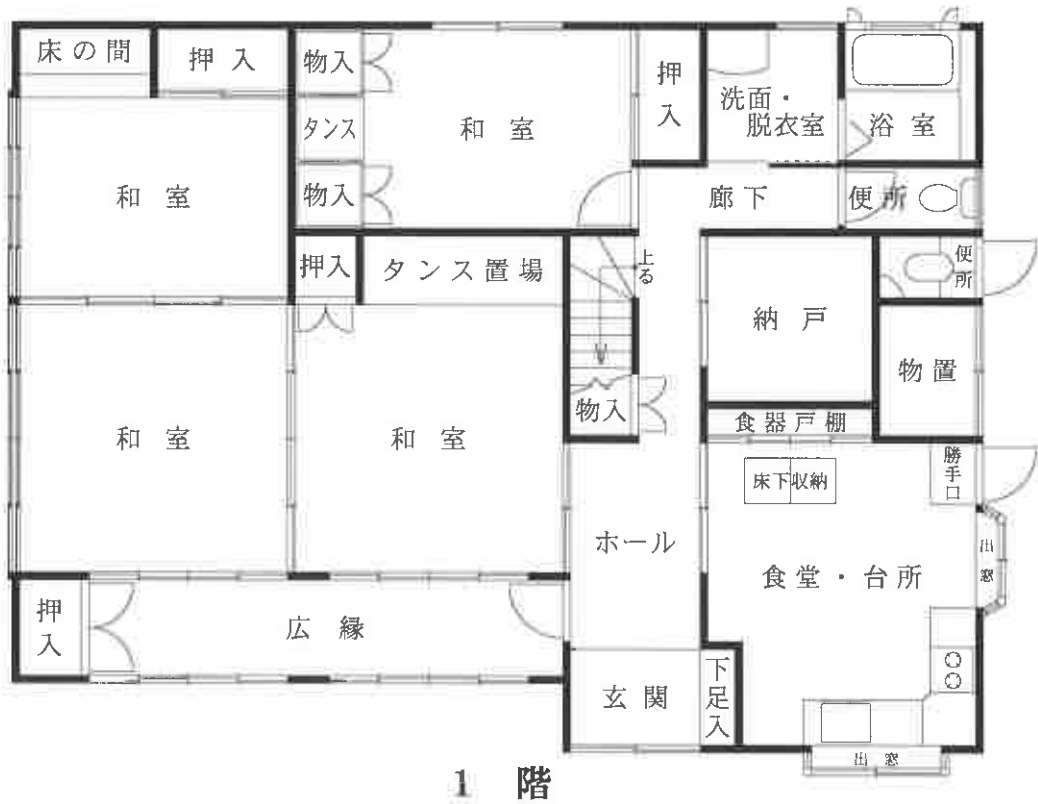 床の間
押入
物入
タンス
物入
和室
押入
洗面・
脱衣室
浴室
和室
廊下
便所
押入
タンス置場
上る
納戸
便所
物置
物入
食器戸棚
和室
和室
床下収納
勝手口
ホール
食堂・台所
出窓
押入
広縁
玄関
下足入
出窓
1階